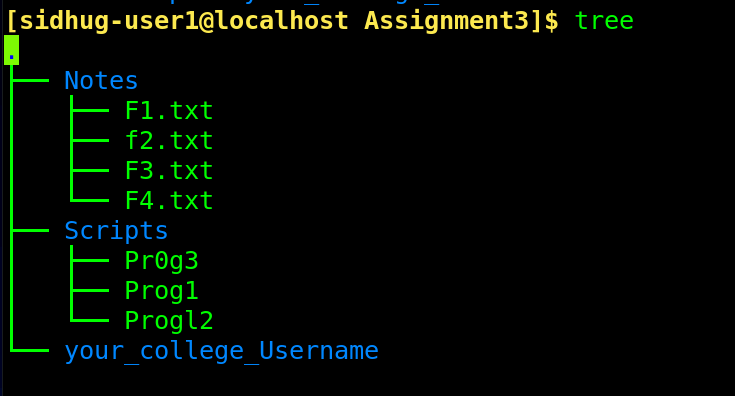 [sidhug-user1@localhost Assignment3]$ tree
.
├── Notes
│   ├── F1.txt
│   ├── f2.txt
│   ├── F3.txt
│   └── F4.txt
├── Scripts
│   ├── Pr0g3
│   ├── Prog1
│   └── Progl2
└── your_college_Username